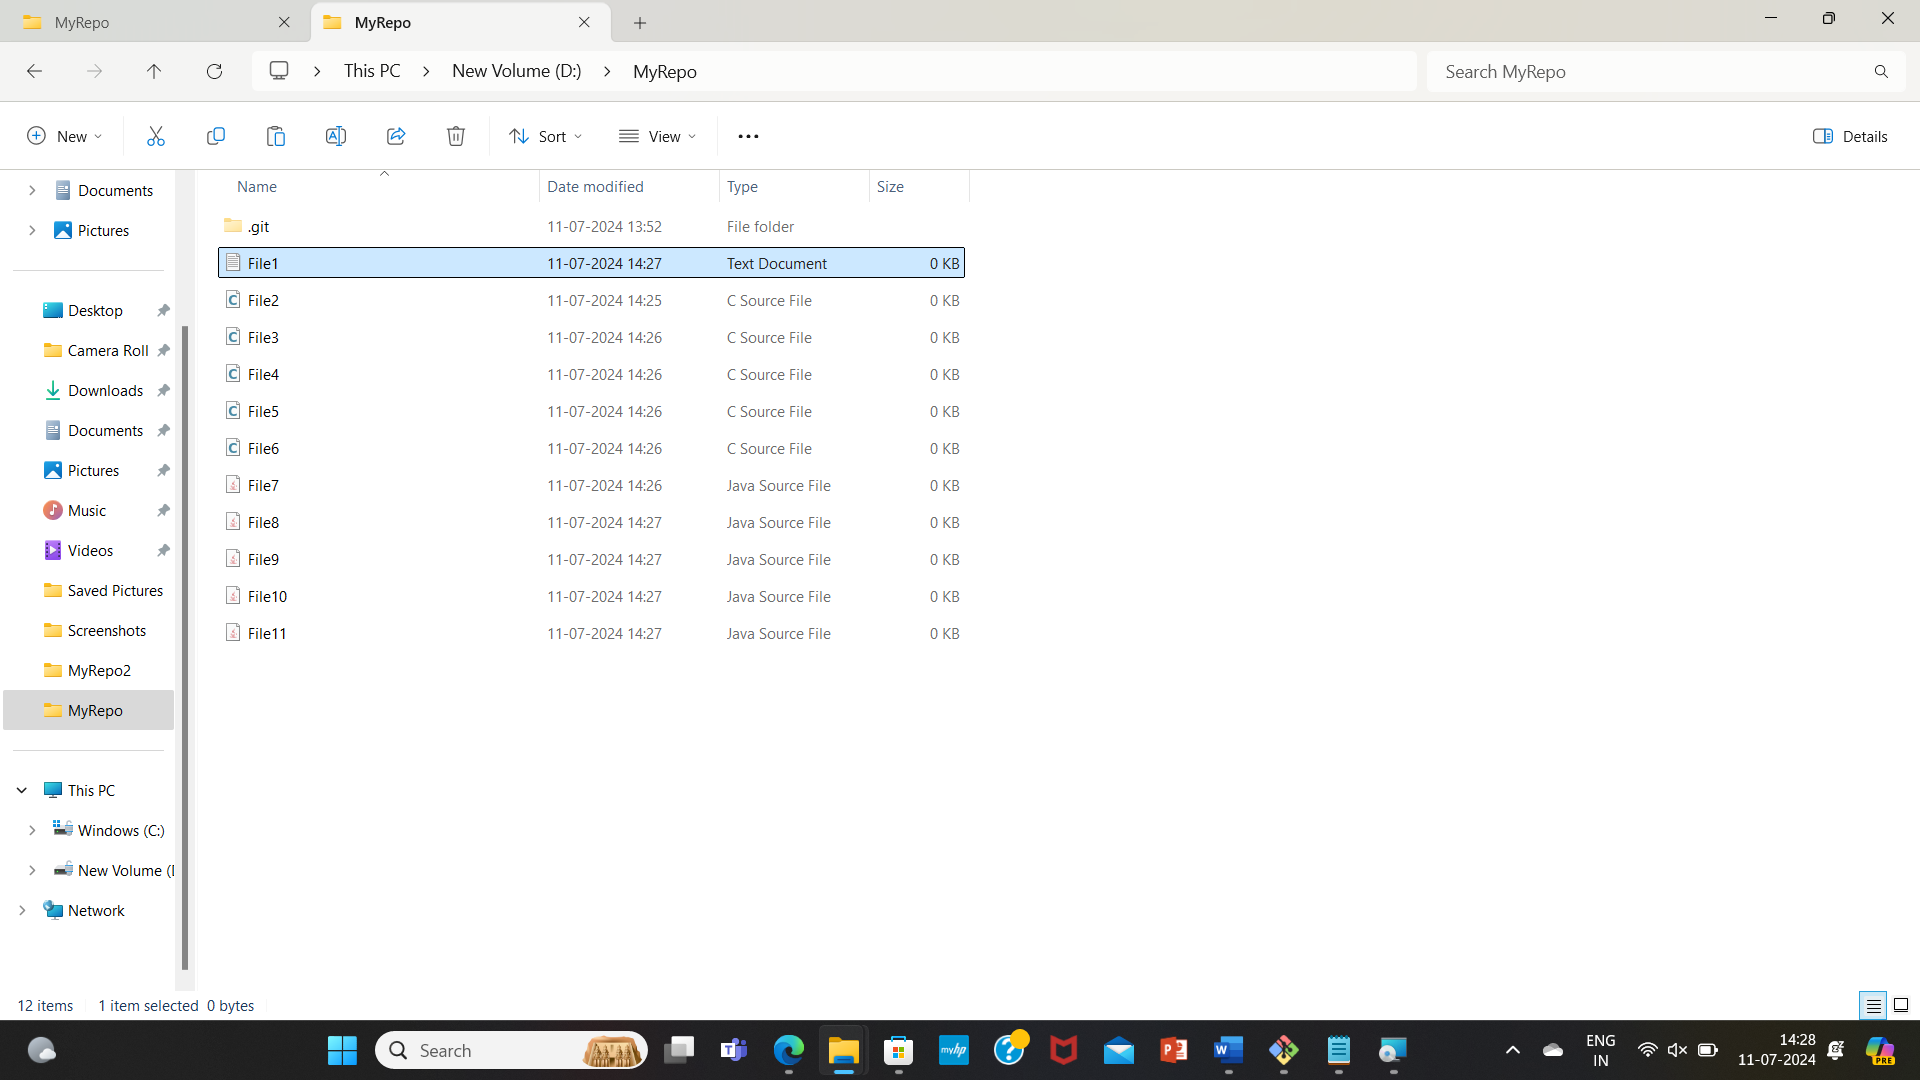 MyRepo
MyRepo
This PC
New Volume (D:)
MyRepo
Search MyRepo
New
Sort
View
Details
Name
Date modified
Type
Size
.git 11-07-2024 13:52 File folder
File1 11-07-2024 14:27 Text Document 0 KB
File2 11-07-2024 14:25 C Source File 0 KB
File3 11-07-2024 14:26 C Source File 0 KB
File4 11-07-2024 14:26 C Source File 0 KB
File5 11-07-2024 14:26 C Source File 0 KB
File6 11-07-2024 14:26 C Source File 0 KB
File7 11-07-2024 14:26 Java Source File 0 KB
File8 11-07-2024 14:27 Java Source File 0 KB
File9 11-07-2024 14:27 Java Source File 0 KB
File10 11-07-2024 14:27 Java Source File 0 KB
File11 11-07-2024 14:27 Java Source File 0 KB
Documents
Pictures
Desktop
Camera Roll
Downloads
Documents
Pictures
Music
Videos
Saved Pictures
Screenshots
MyRepo2
MyRepo
This PC
Windows (C:)
New Volume (
Network
12 items
1 item selected 0 bytes
Search
myhp
ENG
IN
14:28
11-07-2024
PRE